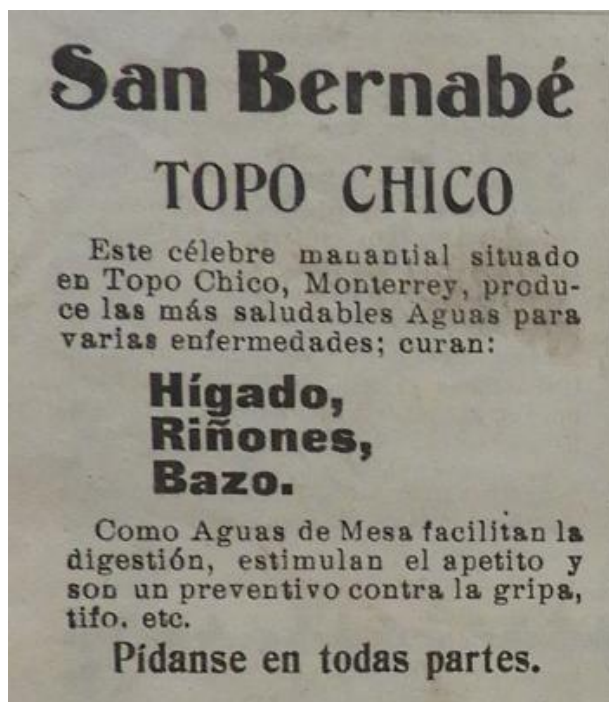 San Bernabé
TOPO CHICO
Este célebre manantial situado
en Topo Chico, Monterrey, produ-
ce las más saludables Aguas para
varias enfermedades; curan:
Hígado,
Riñones,
Bazo.
Como Aguas de Mesa facilitan la
digestión, estimulan el apetito y
son un preventivo contra la gripa,
tifo. etc.
Pídanse en todas partes.